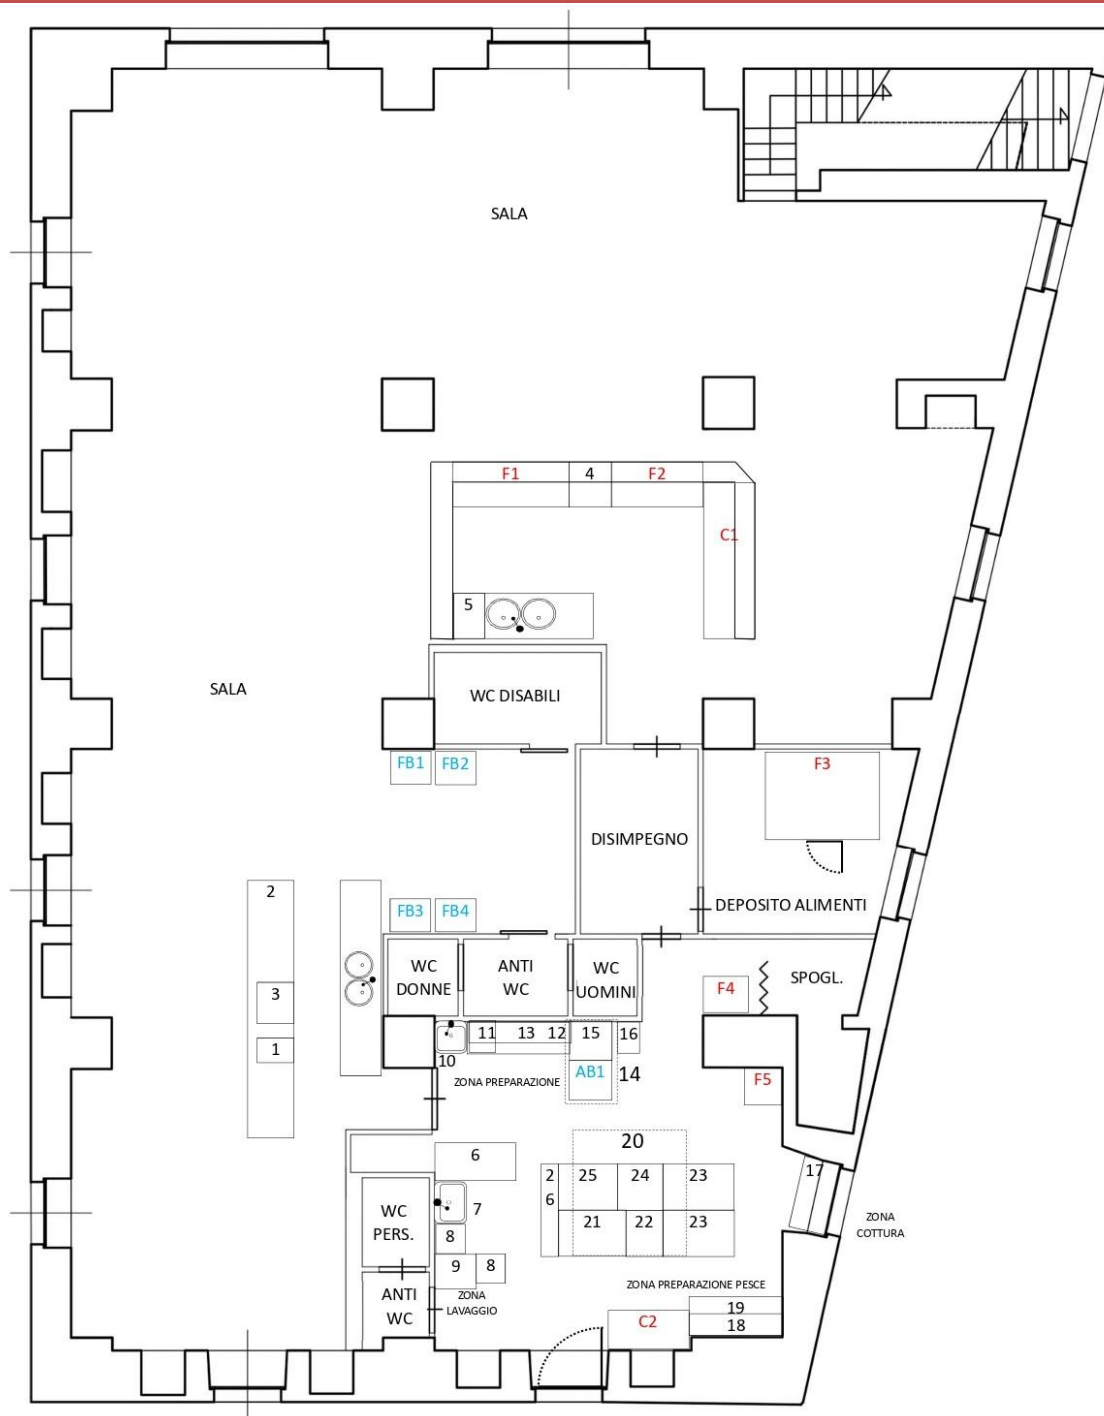 SALA
F1 4 F2
C1
5
WC DISABILI
SALA
FB1 FB2
F3
DISIMPEGNO
2
FB3 FB4
DEPOSITO ALIMENTI
WC
DONNE
ANTI
WC
WC
UOMINI
SPOGL.
F4
3
1
10
11 13 12 15 16
AB1 14
ZONA PREPARAZIONE
F5
20
6
2
6
25 24 23
21 22 23
17
ZONA
COTTURA
WC
PERS.
7
8
9 8
ZONA
LAVAGGIO
ANTI
WC
ZONA PREPARAZIONE PESCE
C2
19
18